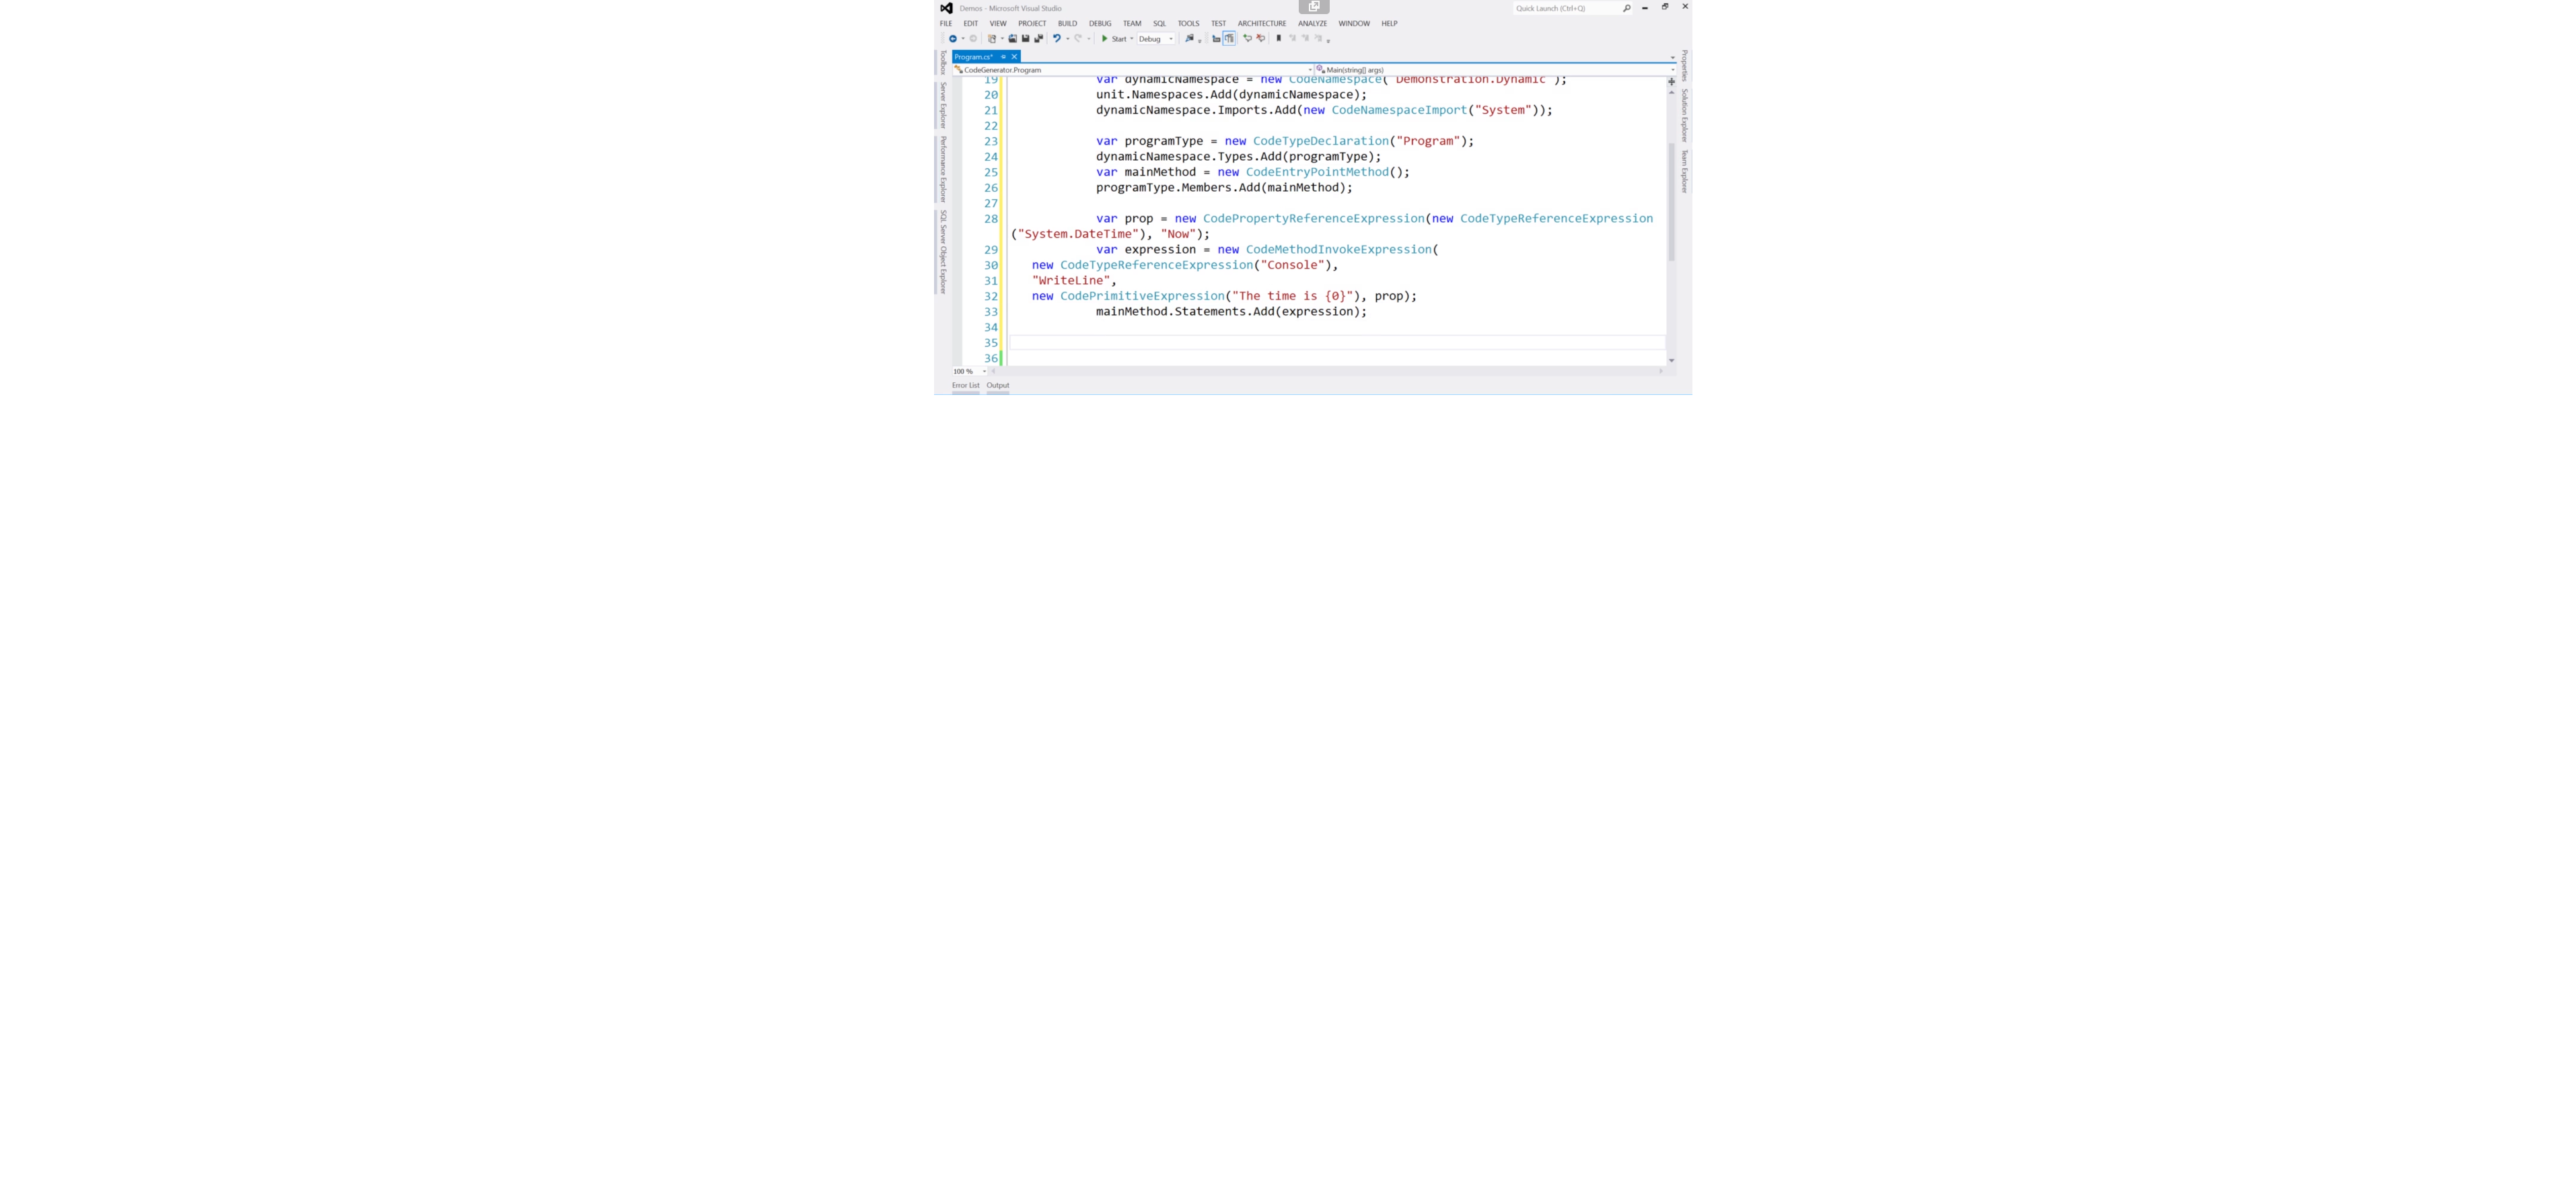 Demos - Microsoft Visual Studio
Quick Launch (Ctrl+Q)
FILE EDIT VIEW PROJECT BUILD DEBUG TEAM SQL TOOLS TEST ARCHITECTURE ANALYZE WINDOW HELP
Start Debug
Program.cs*
CodeGenerator.Program Main(string[] args)
19 var dynamicNamespace = new CodeNamespace("Demonstration.Dynamic");
20 unit.Namespaces.Add(dynamicNamespace);
21 dynamicNamespace.Imports.Add(new CodeNamespaceImport("System"));
22
23 var programType = new CodeTypeDeclaration("Program");
24 dynamicNamespace.Types.Add(programType);
25 var mainMethod = new CodeEntryPointMethod();
26 programType.Members.Add(mainMethod);
27
28 var prop = new CodePropertyReferenceExpression(new CodeTypeReferenceExpression
("System.DateTime"), "Now");
29 var expression = new CodeMethodInvokeExpression(
30 new CodeTypeReferenceExpression("Console"),
31 "WriteLine",
32 new CodePrimitiveExpression("The time is {0}"), prop);
33 mainMethod.Statements.Add(expression);
34
35
36
100 %
Error List Output
Toolbox
Server Explorer
Performance Explorer
SQL Server Object Explorer
Properties
Solution Explorer
Team Explorer